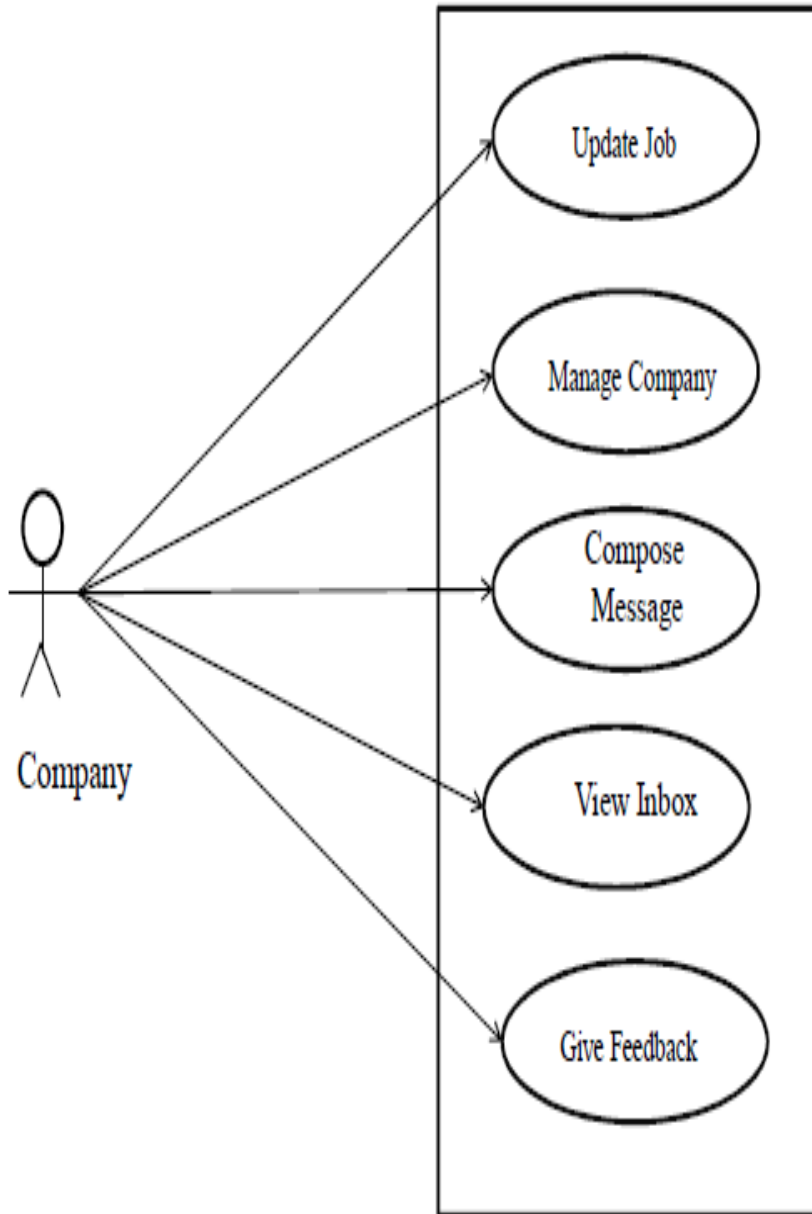 Update Job
Manage Company
Compose
Message
View Inbox
Give Feedback
Company